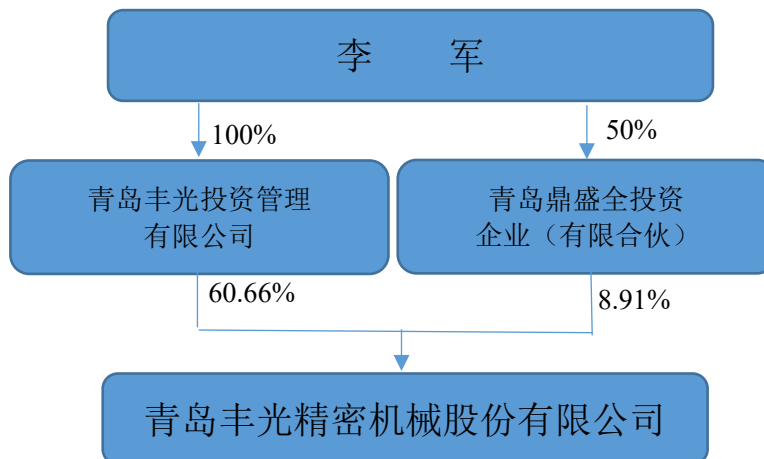 李 军
100%
50%
青岛丰光投资管理
有限公司
青岛鼎盛全投资
企业（有限合伙）
60.66%
8.91%
青岛丰光精密机械股份有限公司